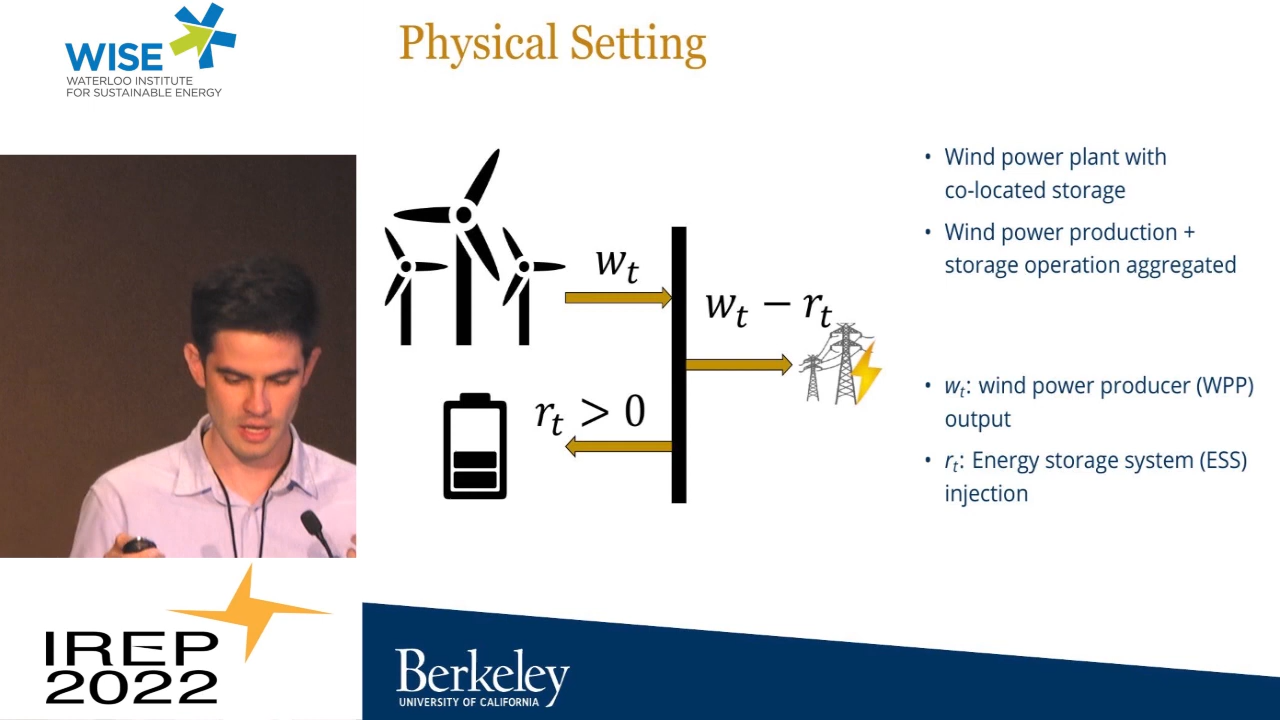 WISE
WATERLOO INSTITUTE
FOR SUSTAINABLE ENERGY
Physical Setting
w_t
w_t − r_t
r_t > 0
• Wind power plant with
co-located storage
• Wind power production +
storage operation aggregated
• w_t: wind power producer (WPP)
output
• r_t: Energy storage system (ESS)
injection
IREP
2022
Berkeley
UNIVERSITY OF CALIFORNIA